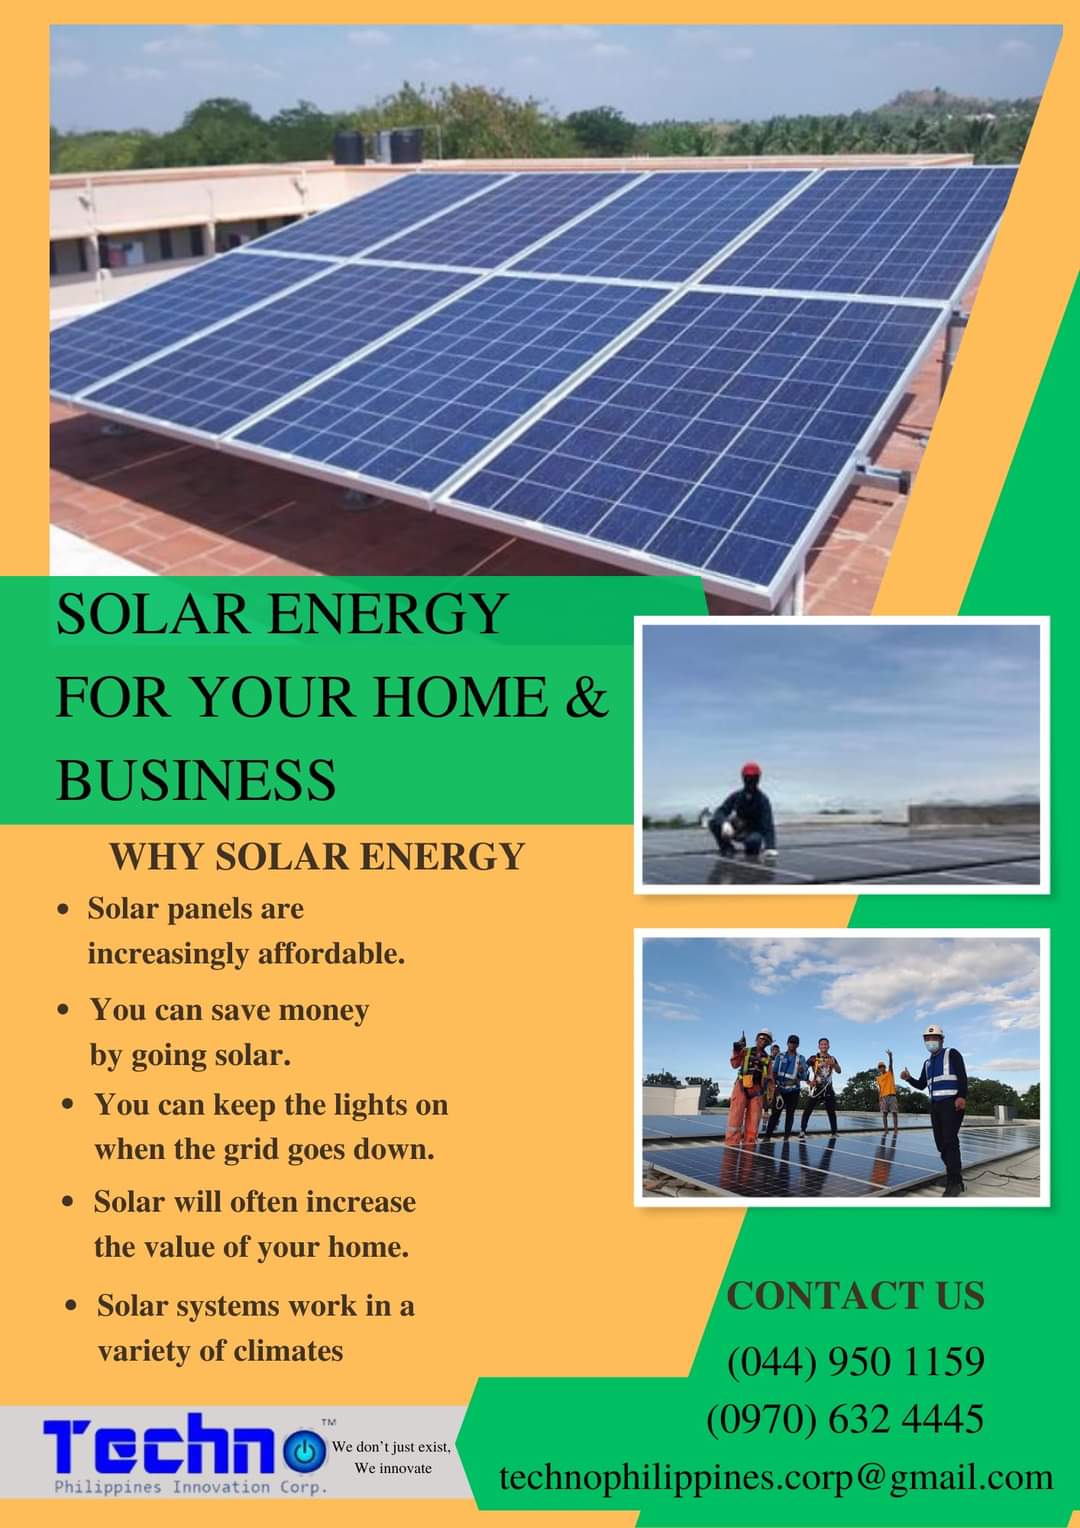 SOLAR ENERGY
FOR YOUR HOME &
BUSINESS
WHY SOLAR ENERGY
• Solar panels are
increasingly affordable.
• You can save money
by going solar.
• You can keep the lights on
when the grid goes down.
• Solar will often increase
the value of your home.
• Solar systems work in a
variety of climates
CONTACT US
(044) 950 1159
(0970) 632 4445
technophilippines.corp@gmail.com
Techno™
Philippines Innovation Corp.
We don't just exist,
We innovate